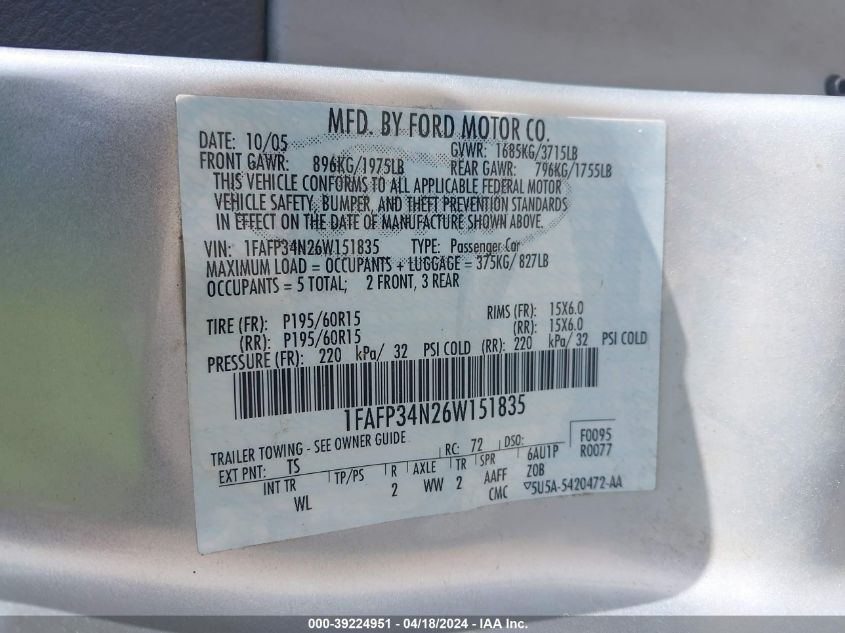 MFD. BY FORD MOTOR CO.
DATE: 10/05 GVWR: 1685KG/3715LB
FRONT GAWR: 896KG/1975LB REAR GAWR: 796KG/1755LB
THIS VEHICLE CONFORMS TO ALL APPLICABLE FEDERAL MOTOR
VEHICLE SAFETY, BUMPER, AND THEFT PREVENTION STANDARDS
IN EFFECT ON THE DATE OF MANUFACTURE SHOWN ABOVE.
VIN: 1FAFP34N26W151835 TYPE: Passenger Car
MAXIMUM LOAD = OCCUPANTS + LUGGAGE = 375KG/ 827LB
OCCUPANTS = 5 TOTAL; 2 FRONT, 3 REAR
TIRE (FR): P195/60R15 RIMS (FR): 15X6.0
(RR): P195/60R15 (RR): 15X6.0
PRESSURE (FR): 220 kPa/ 32 PSI COLD (RR): 220 kPa/ 32 PSI COLD
1FAFP34N26W151835
TRAILER TOWING - SEE OWNER GUIDE RC: 72 DSO: F0095
EXT PNT: TS 6AU1P R0077
INT TR TP/PS R AXLE TR SPR Z0B
WL 2 WW 2 AAFF
CMC ▽5U5A-5420472-AA
000-39224951 - 04/18/2024 - IAA Inc.